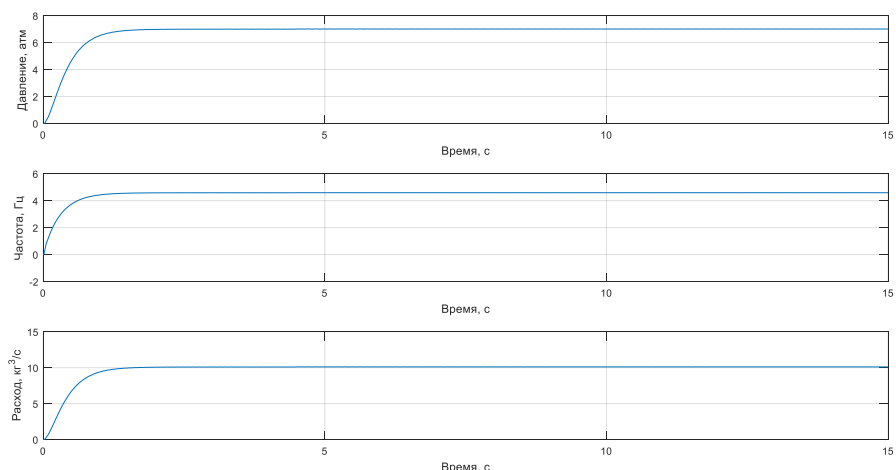 8
6
4
2
0
Давление, атм
0 5 10 15
Время, с
6
4
2
0
-2
Частота, Гц
0 5 10 15
Время, с
15
10
5
0
Расход, кг³/с
0 5 10 15
Время, с